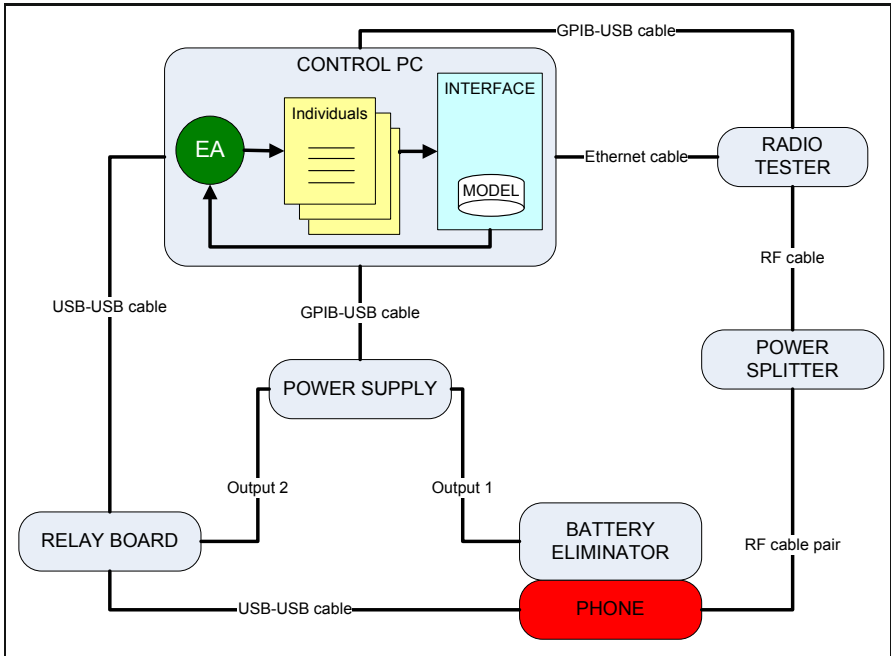 GPIB-USB cable
CONTROL PC
INTERFACE
Individuals
EA
MODEL
Ethernet cable
RADIO
TESTER
RF cable
USB-USB cable
GPIB-USB cable
POWER
SPLITTER
POWER SUPPLY
Output 2
Output 1
RELAY BOARD
BATTERY
ELIMINATOR
RF cable pair
USB-USB cable
PHONE